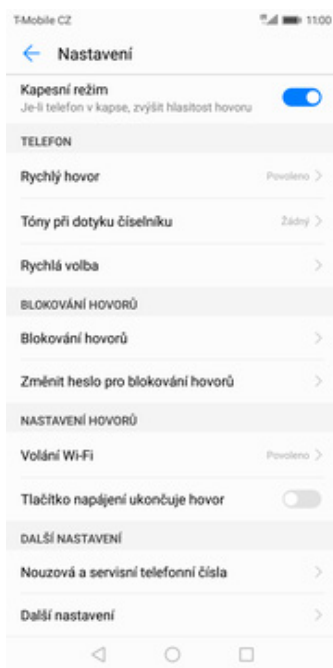 T-Mobile CZ 11:00
Nastavení
Kapesní režim
Je-li telefon v kapse, zvýšit hlasitost hovoru
TELEFON
Rychlý hovor Povoleno
Tóny při dotyku číselníku Žádný
Rychlá volba
BLOKOVÁNÍ HOVORŮ
Blokování hovorů
Změnit heslo pro blokování hovorů
NASTAVENÍ HOVORŮ
Volání Wi-Fi Povoleno
Tlačítko napájení ukončuje hovor
DALŠÍ NASTAVENÍ
Nouzová a servisní telefonní čísla
Další nastavení